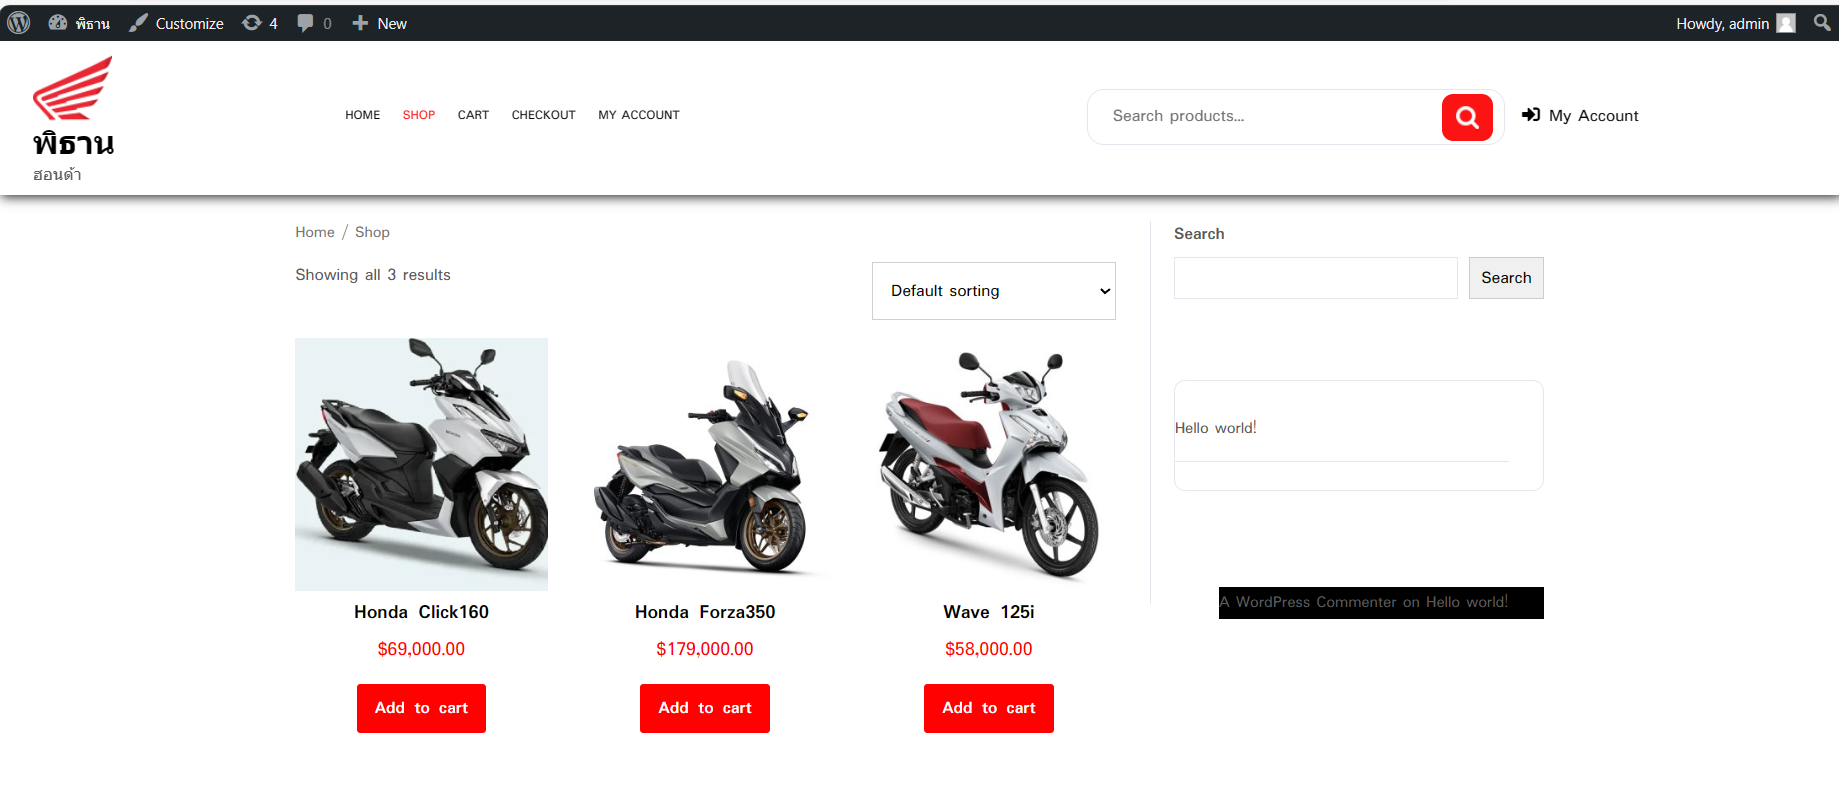 พิธาน Customize 4 0 New Howdy, admin
พิธาน
ฮอนด้า
HOME SHOP CART CHECKOUT MY ACCOUNT
Search products... My Account
Home / Shop
Showing all 3 results
Default sorting
Honda Click160
$69,000.00
Add to cart
Honda Forza350
$179,000.00
Add to cart
Wave 125i
$58,000.00
Add to cart
Search
Search
Hello world!
A WordPress Commenter on Hello world!